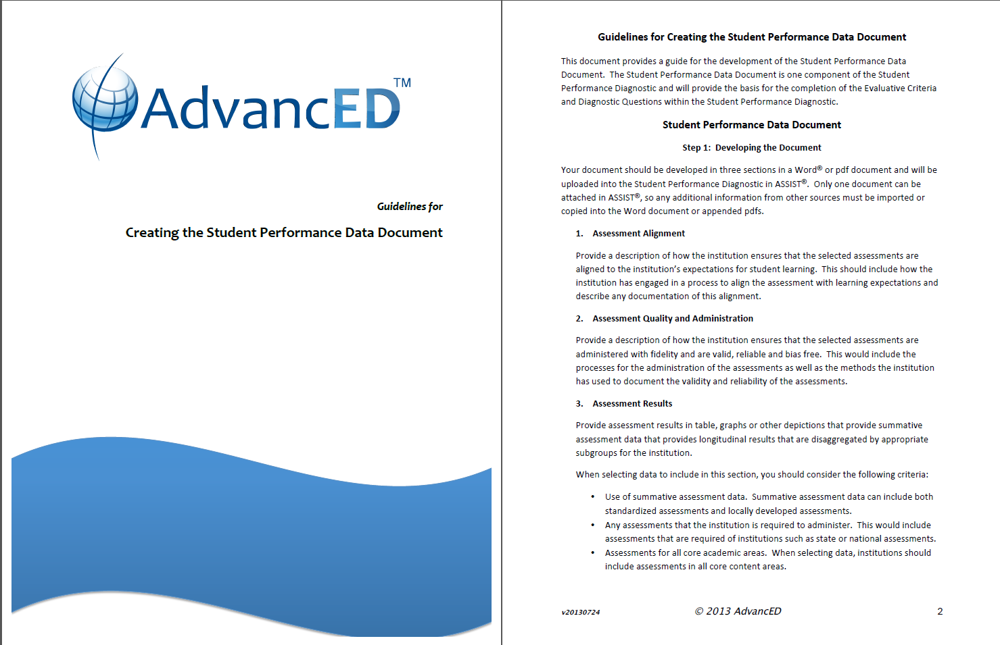 AdvancED™
Guidelines for
Creating the Student Performance Data Document
Guidelines for Creating the Student Performance Data Document
This document provides a guide for the development of the Student Performance Data
Document.  The Student Performance Data Document is one component of the Student
Performance Diagnostic and will provide the basis for the completion of the Evaluative Criteria
and Diagnostic Questions within the Student Performance Diagnostic.
Student Performance Data Document
Step 1:  Developing the Document
Your document should be developed in three sections in a Word® or pdf document and will be
uploaded into the Student Performance Diagnostic in ASSIST®.  Only one document can be
attached in ASSIST®, so any additional information from other sources must be imported or
copied into the Word document or appended pdfs.
1. Assessment Alignment
Provide a description of how the institution ensures that the selected assessments are
aligned to the institution’s expectations for student learning.  This should include how the
institution has engaged in a process to align the assessment with learning expectations and
describe any documentation of this alignment.
2. Assessment Quality and Administration
Provide a description of how the institution ensures that the selected assessments are
administered with fidelity and are valid, reliable and bias free.  This would include the
processes for the administration of the assessments as well as the methods the institution
has used to document the validity and reliability of the assessments.
3. Assessment Results
Provide assessment results in table, graphs or other depictions that provide summative
assessment data that provides longitudinal results that are disaggregated by appropriate
subgroups for the institution.
When selecting data to include in this section, you should consider the following criteria:
• Use of summative assessment data.  Summative assessment data can include both
standardized assessments and locally developed assessments.
• Any assessments that the institution is required to administer.  This would include
assessments that are required of institutions such as state or national assessments.
• Assessments for all core academic areas.  When selecting data, institutions should
include assessments in all core content areas.
v20130724 © 2013 AdvancED 2